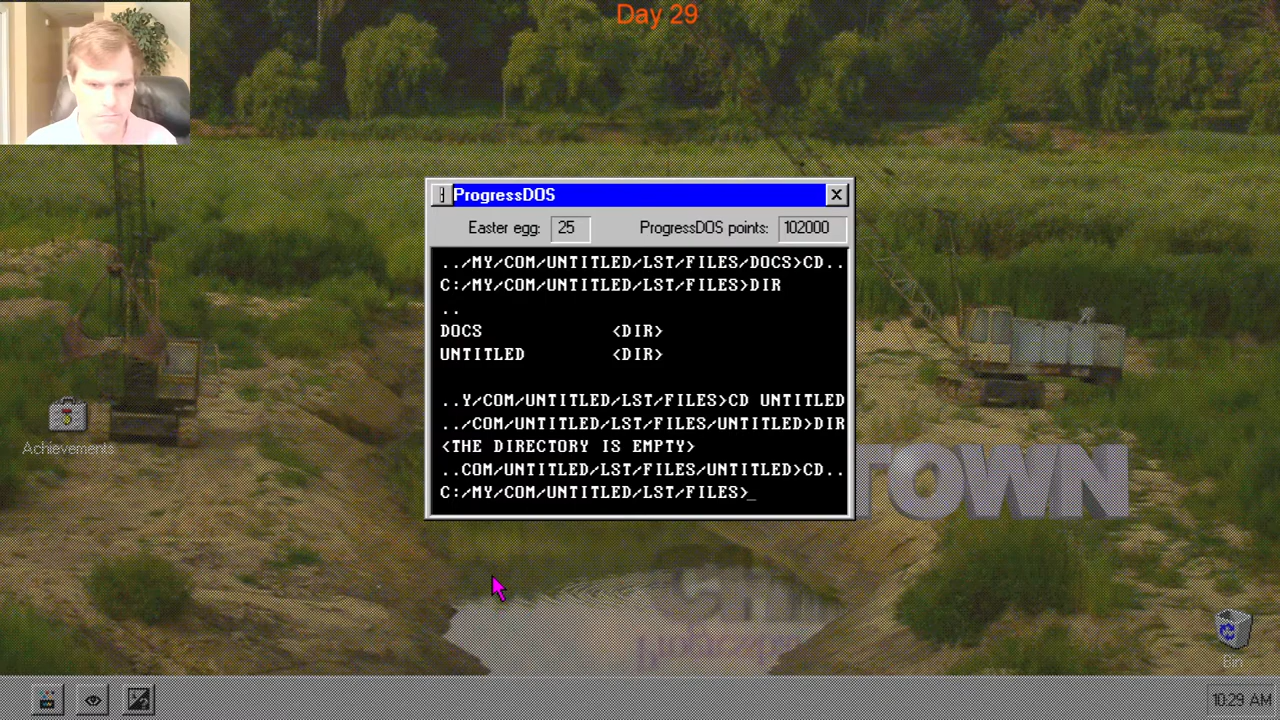 Day 29
ProgressDOS
Easter egg: 25 ProgressDOS points: 102000
../MY/COM/UNTITLED/LST/FILES/DOCS>CD..
C:/MY/COM/UNTITLED/LST/FILES>DIR
..
DOCS <DIR>
UNTITLED <DIR>
..Y/COM/UNTITLED/LST/FILES>CD UNTITLED
../COM/UNTITLED/LST/FILES/UNTITLED>DIR
<THE DIRECTORY IS EMPTY>
..COM/UNTITLED/LST/FILES/UNTITLED>CD..
C:/MY/COM/UNTITLED/LST/FILES>_
Achievements
TOWN
Bin
10:29 AM